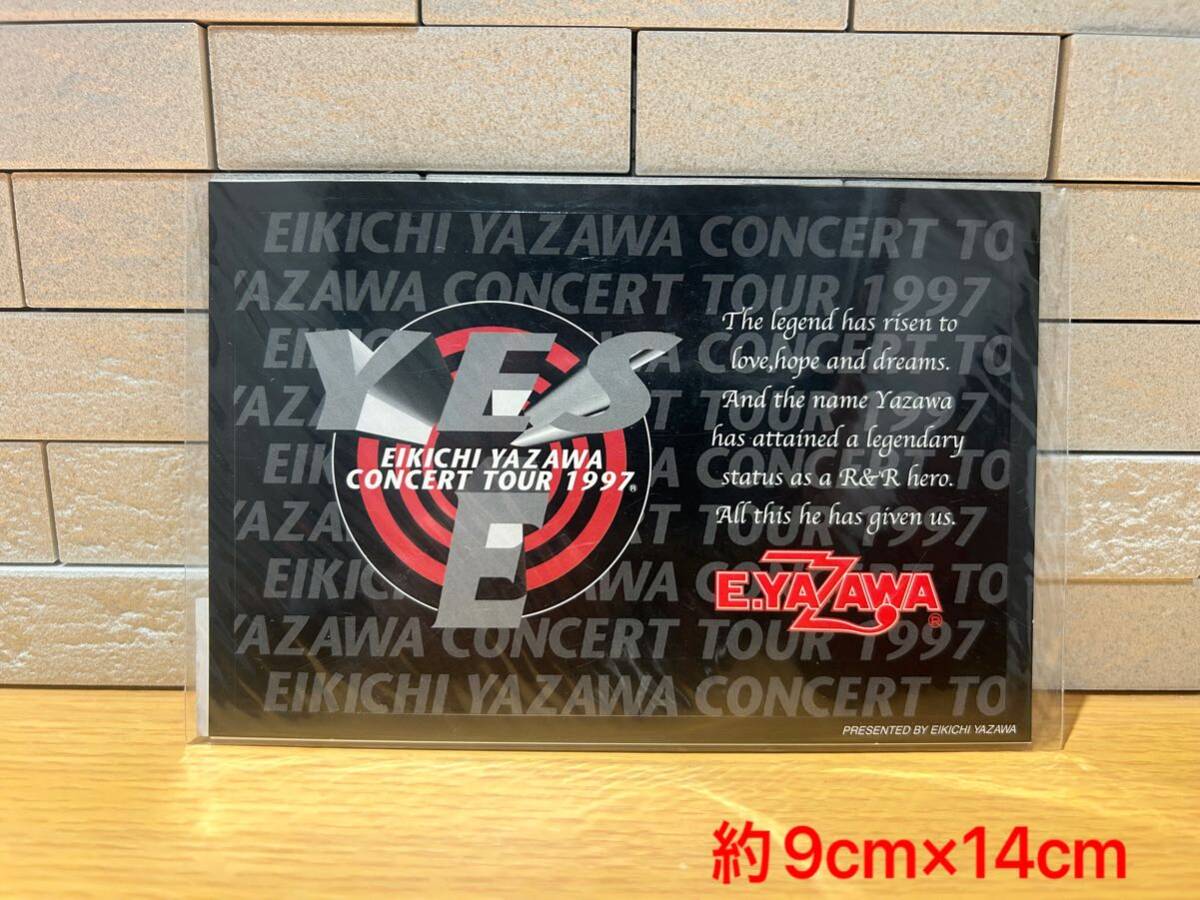 EIKICHI YAZAWA CONCERT TO
YAZAWA CONCERT TOUR 1997
YES
E
EIKICHI YAZAWA
CONCERT TOUR 1997®
The legend has risen to
love,hope and dreams.
And the name Yazawa
has attained a legendary
status as a R&R hero.
All this he has given us.
E.YAZAWA®
YAZAWA CONCERT TOUR 1997
EIKICHI YAZAWA CONCERT TO
PRESENTED BY EIKICHI YAZAWA
約9cm×14cm